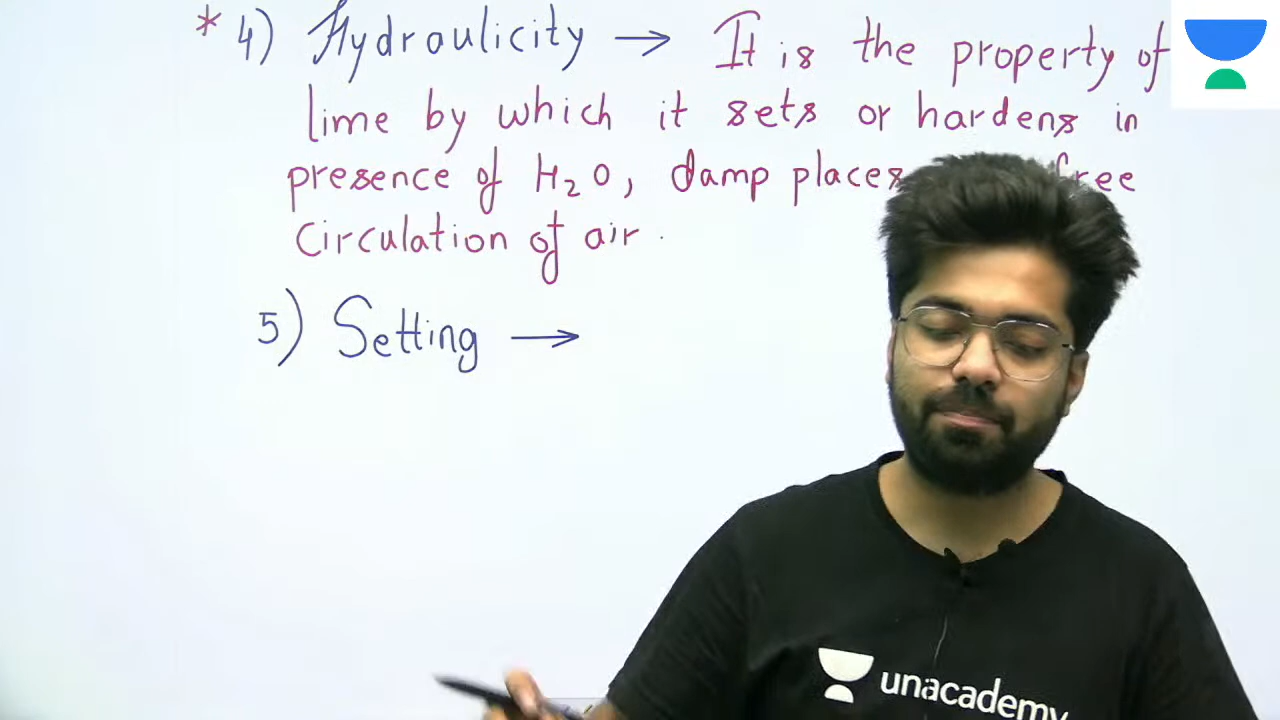 * 4) Hydraulicity → It is the property of
lime by which it sets or hardens in
presence of H₂O, damp places free
circulation of air .
5) Setting →
unacademy